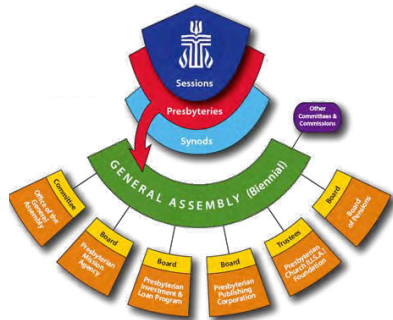 Sessions
Presbyteries
Synods
Other
Committees &
Commissions
GENERAL ASSEMBLY (Biennial)
Committee
Office of the
General
Assembly
Board
Presbyterian
Mission
Agency
Board
Presbyterian
Investment &
Loan Program
Board
Presbyterian
Publishing
Corporation
Trustees
Presbyterian
Church (U.S.A.)
Foundation
Board
Board
of Pensions